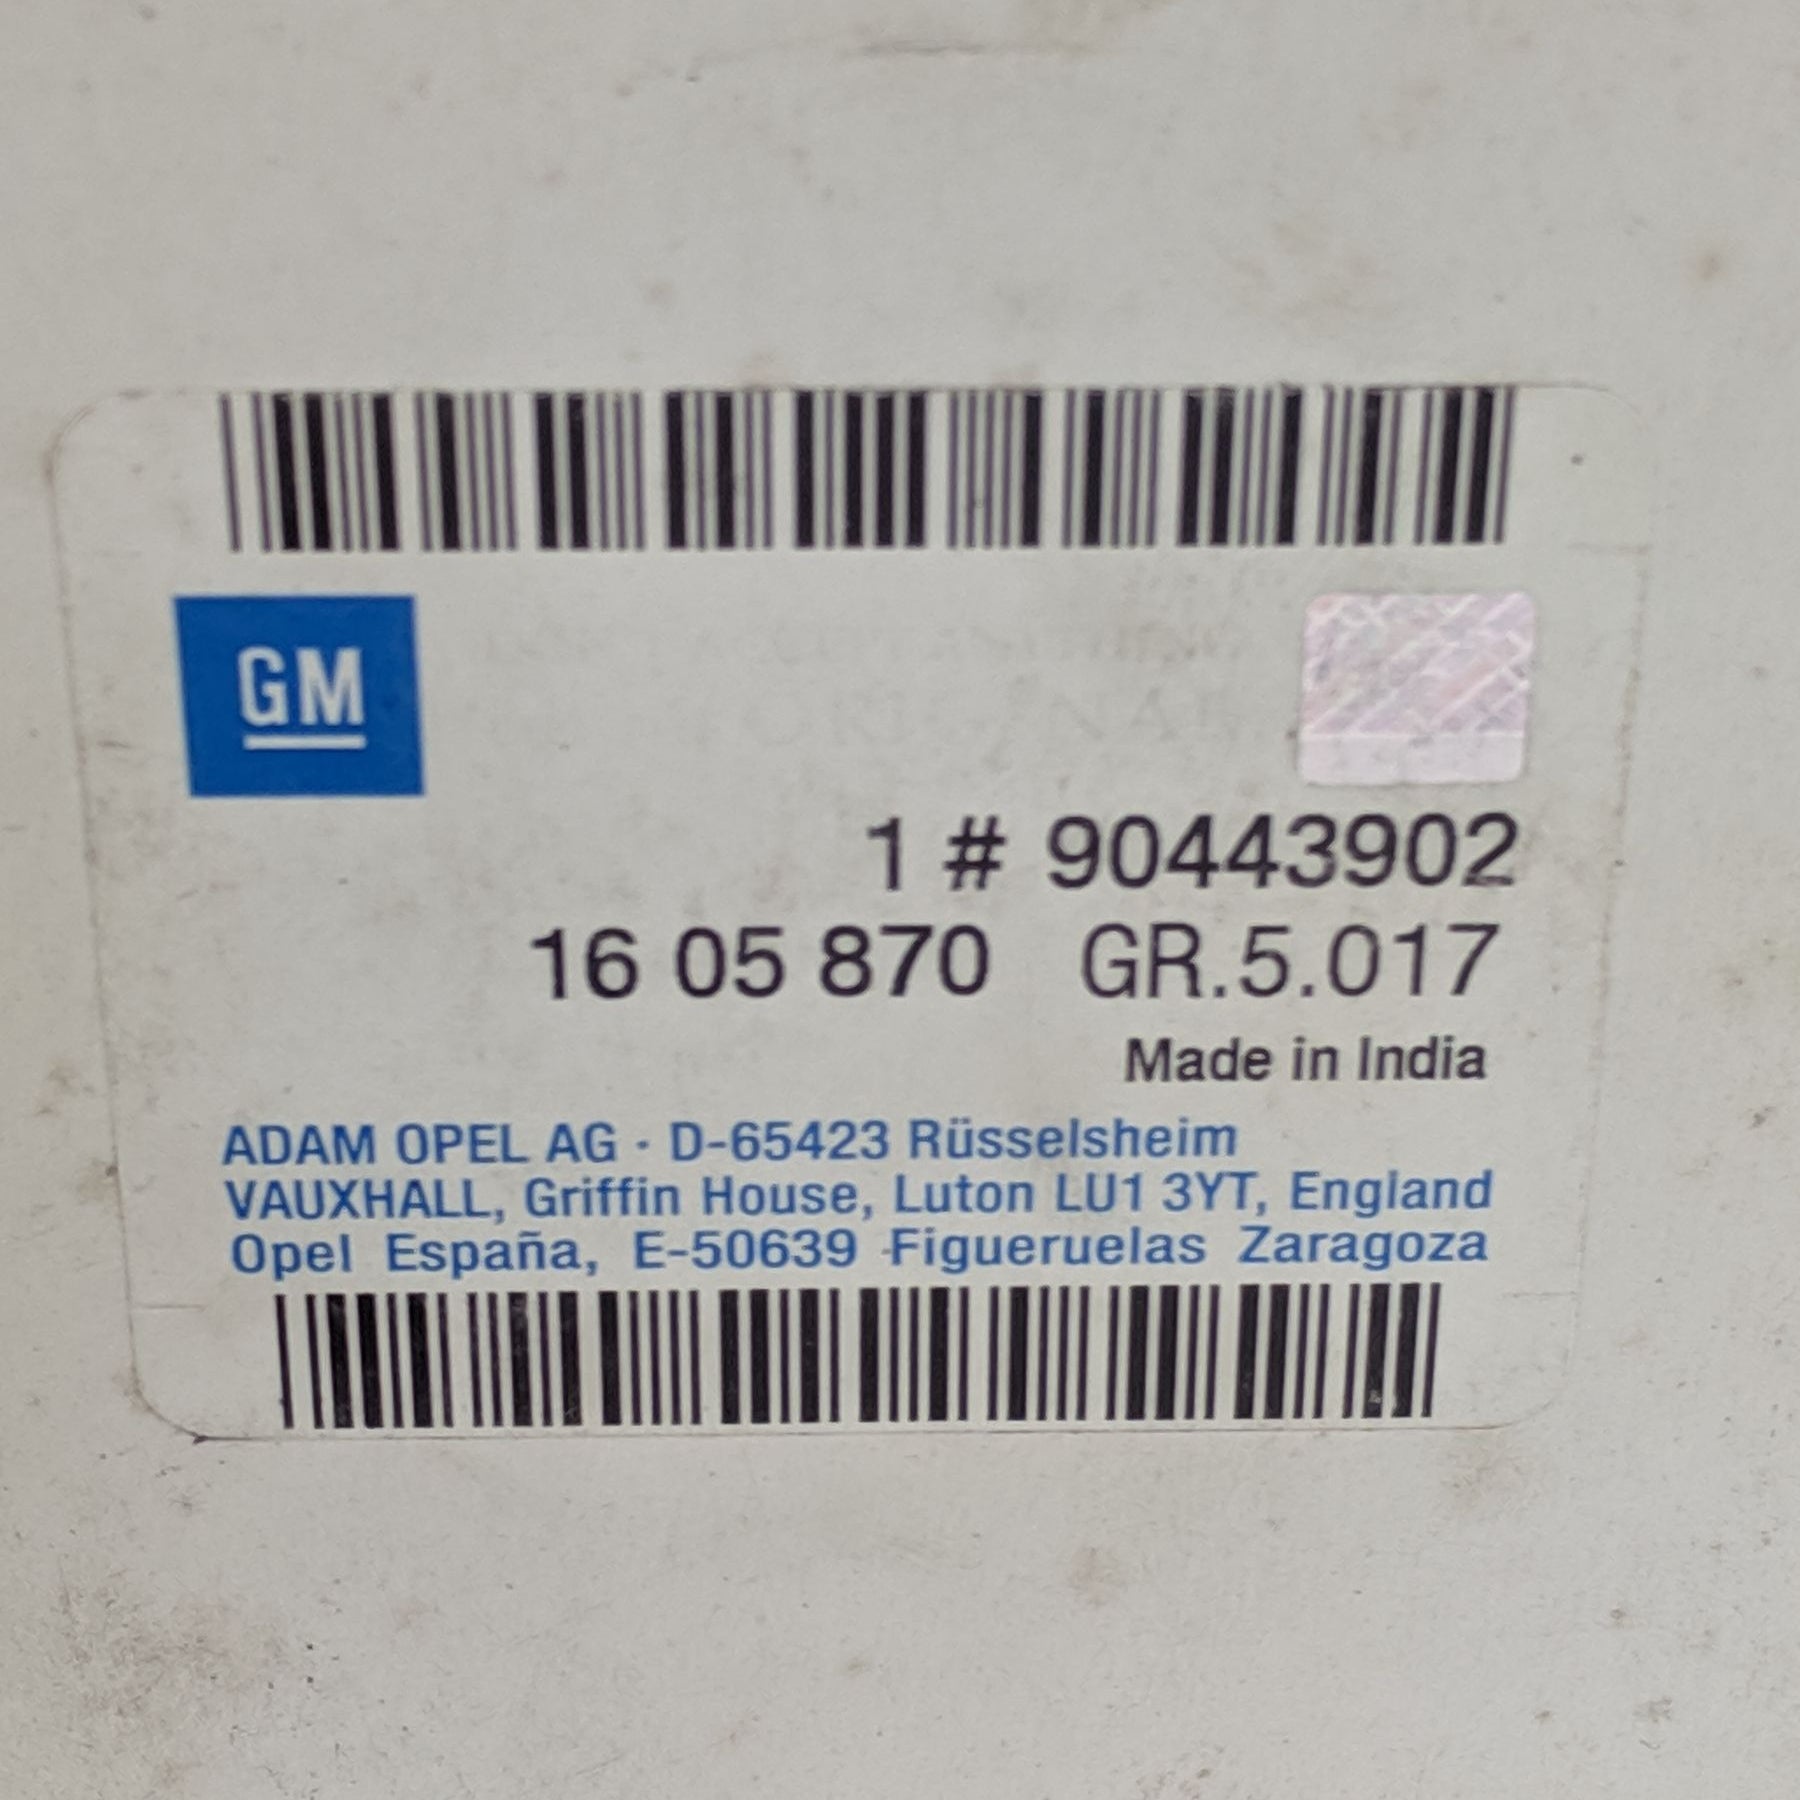 GM
1 # 90443902
16 05 870 GR.5.017
Made in India
ADAM OPEL AG · D-65423 Rüsselsheim
VAUXHALL, Griffin House, Luton LU1 3YT, England
Opel España, E-50639 Figueruelas Zaragoza